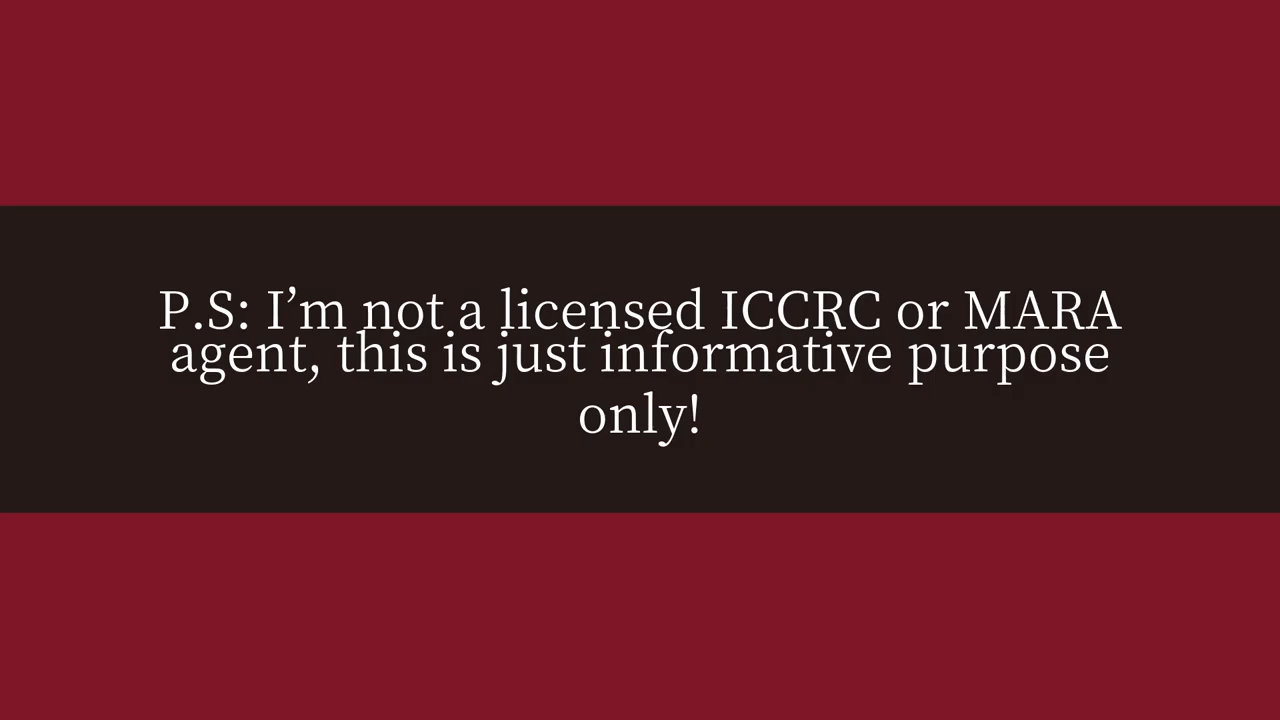 P.S: I’m not a licensed ICCRC or MARA
agent, this is just informative purpose
only!